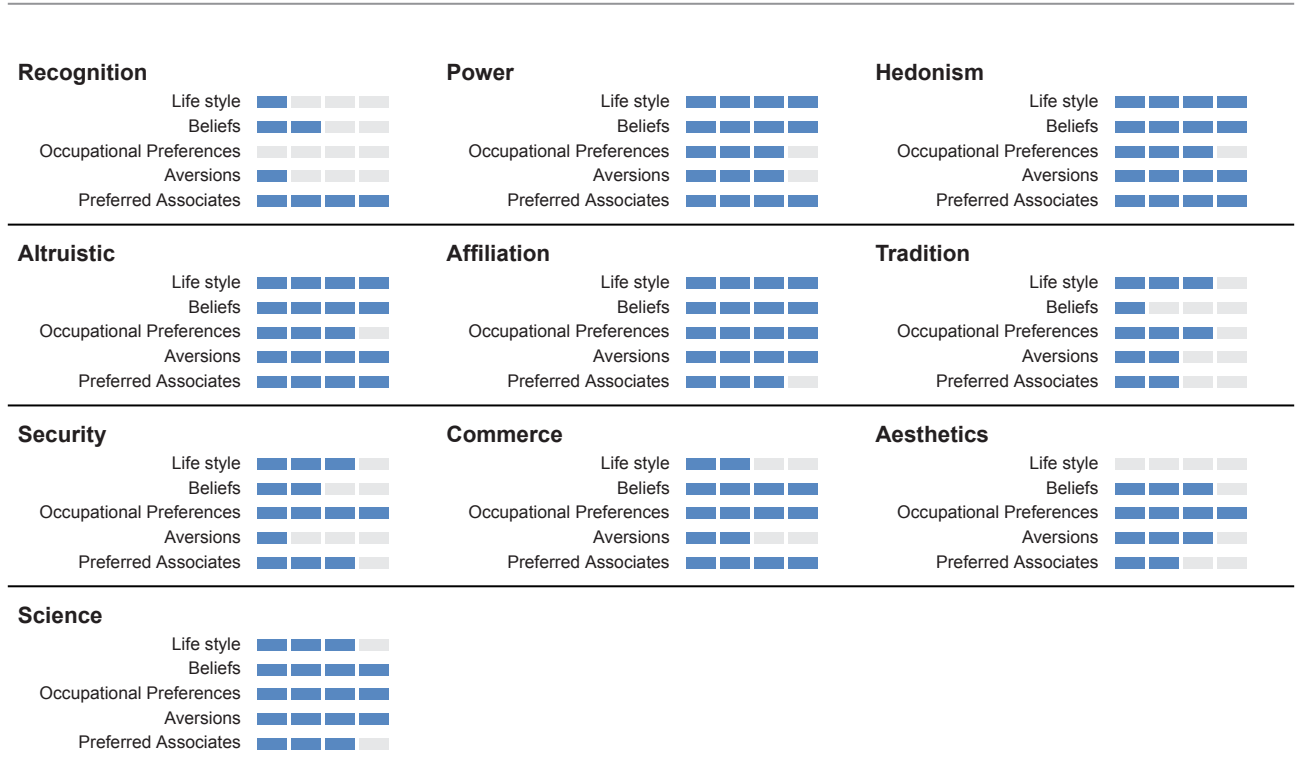 Recognition
Life style
Beliefs
Occupational Preferences
Aversions
Preferred Associates
Power
Life style
Beliefs
Occupational Preferences
Aversions
Preferred Associates
Hedonism
Life style
Beliefs
Occupational Preferences
Aversions
Preferred Associates
Altruistic
Life style
Beliefs
Occupational Preferences
Aversions
Preferred Associates
Affiliation
Life style
Beliefs
Occupational Preferences
Aversions
Preferred Associates
Tradition
Life style
Beliefs
Occupational Preferences
Aversions
Preferred Associates
Security
Life style
Beliefs
Occupational Preferences
Aversions
Preferred Associates
Commerce
Life style
Beliefs
Occupational Preferences
Aversions
Preferred Associates
Aesthetics
Life style
Beliefs
Occupational Preferences
Aversions
Preferred Associates
Science
Life style
Beliefs
Occupational Preferences
Aversions
Preferred Associates